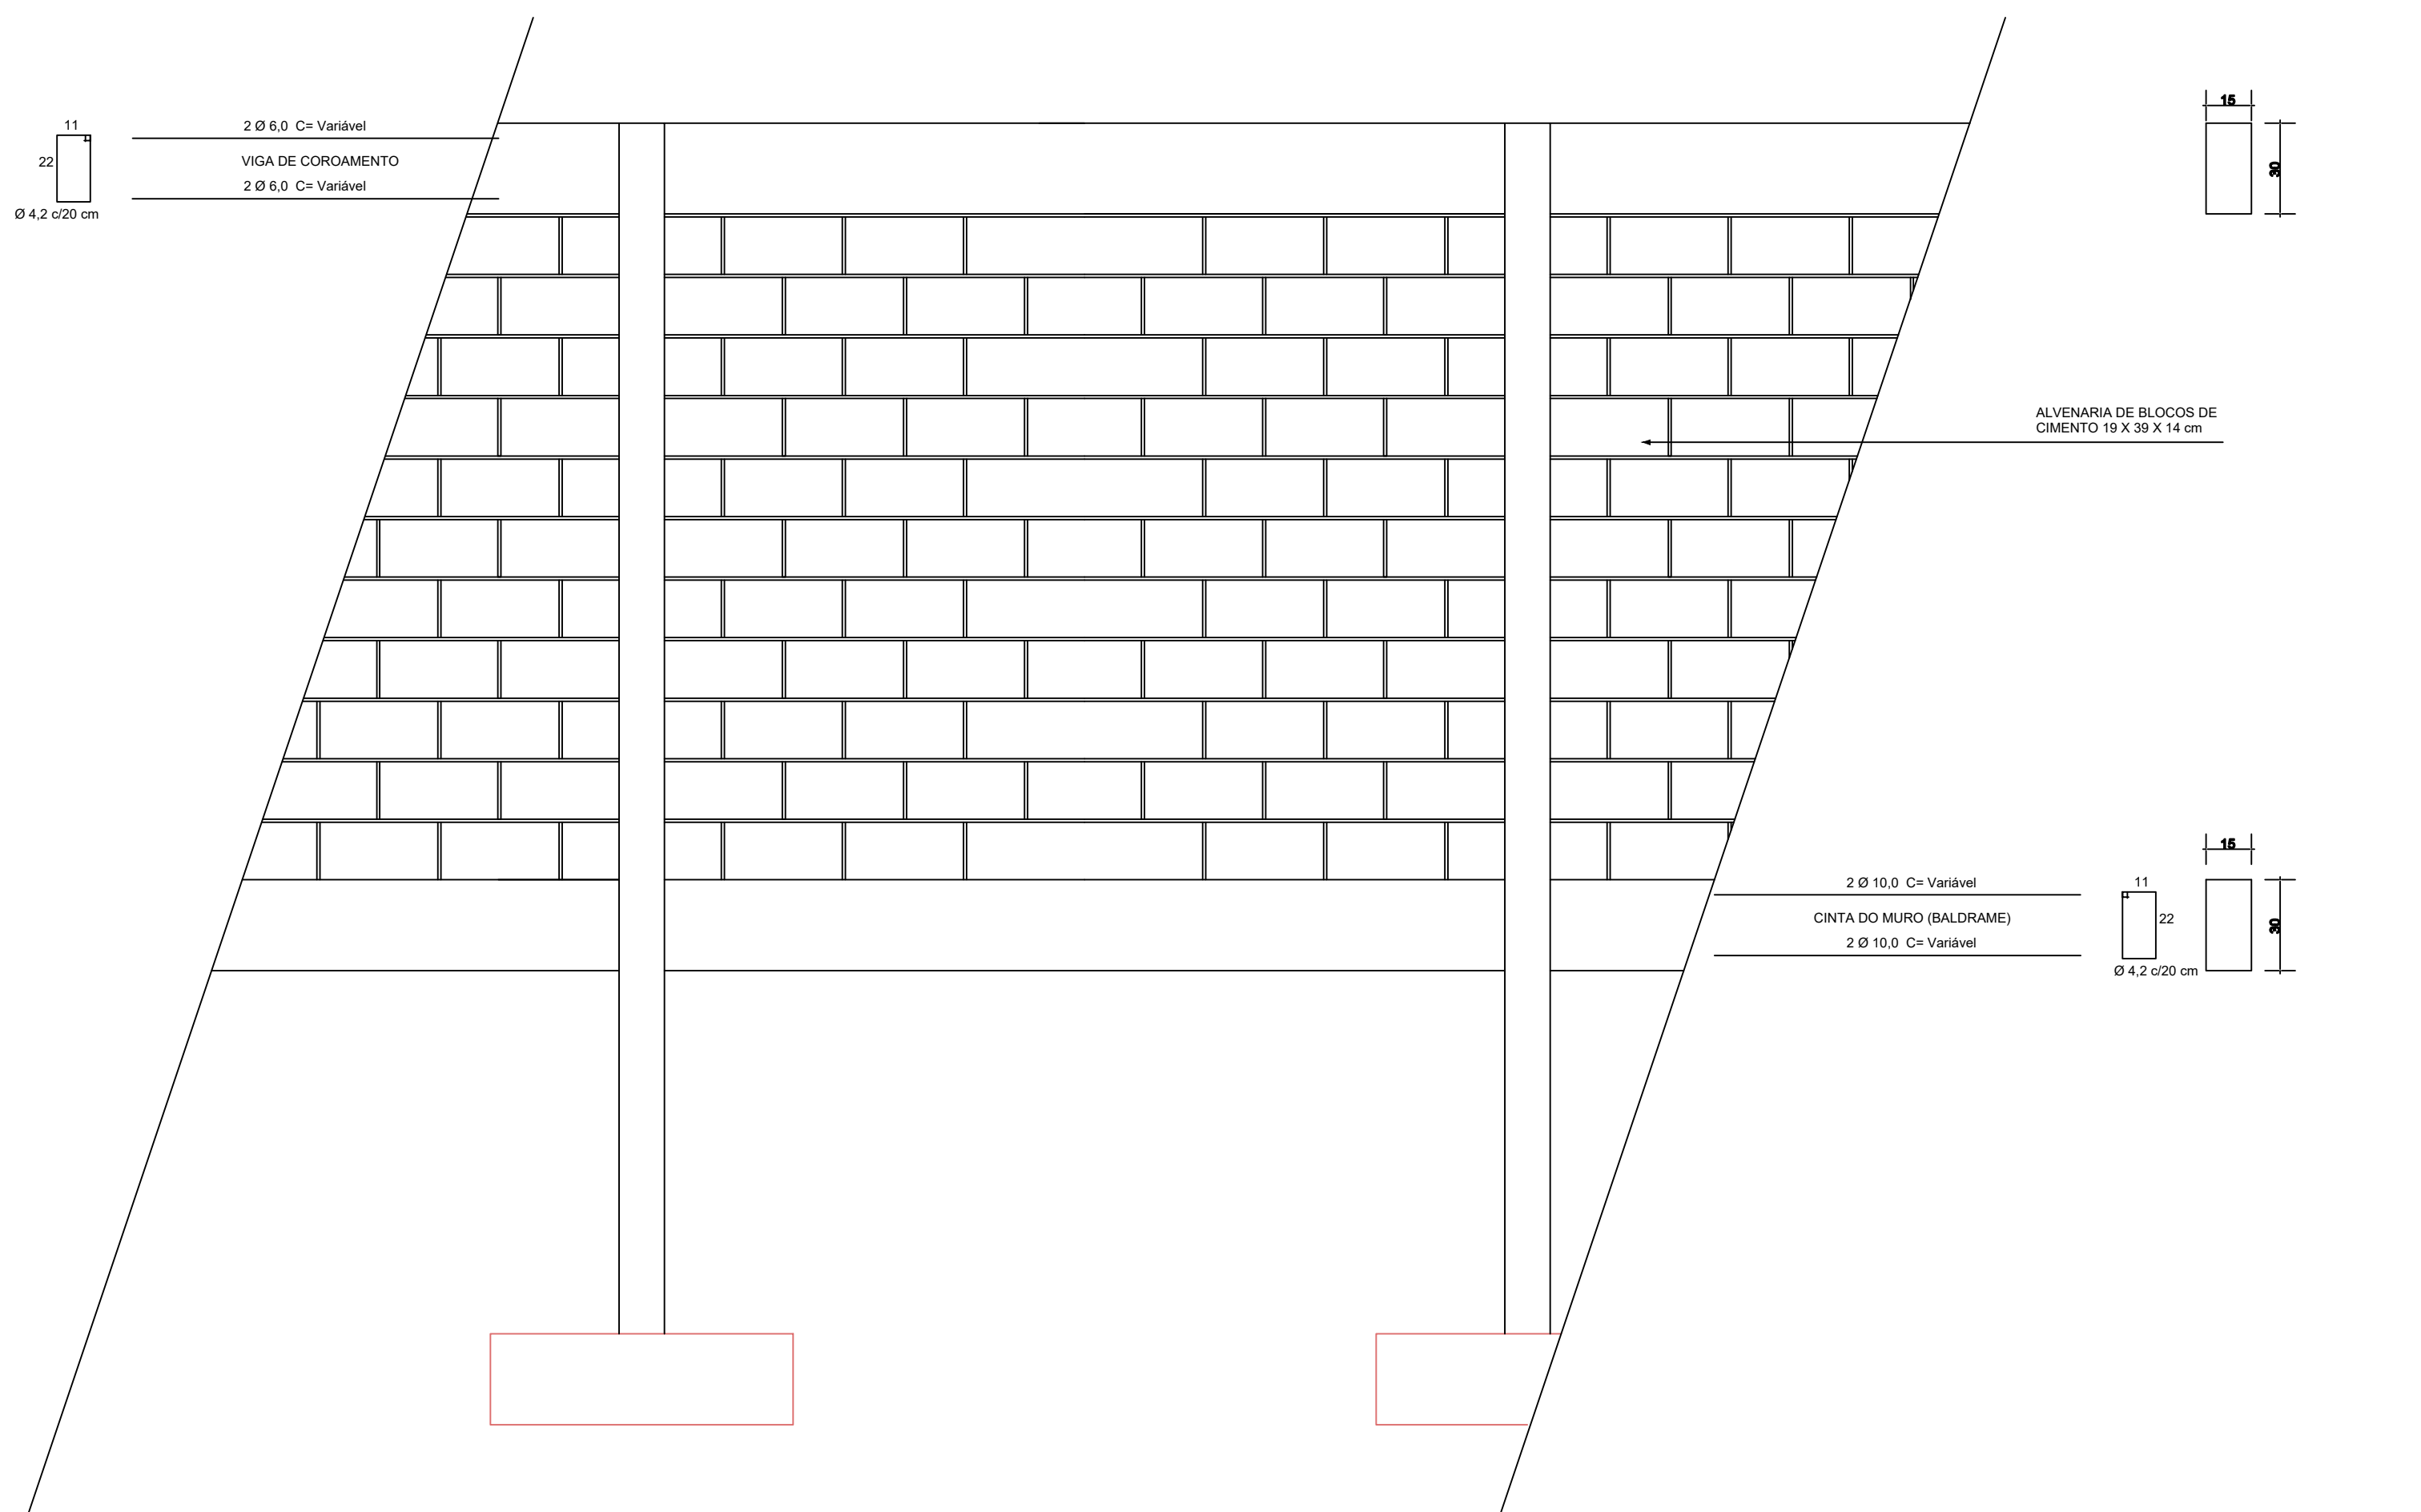 11
22
Ø 4,2 c/20 cm
2 Ø 6,0  C= Variável
VIGA DE COROAMENTO
2 Ø 6,0  C= Variável
15
30
ALVENARIA DE BLOCOS DE
CIMENTO 19 X 39 X 14 cm
2 Ø 10,0  C= Variável
CINTA DO MURO (BALDRAME)
2 Ø 10,0  C= Variável
11
22
Ø 4,2 c/20 cm
15
30